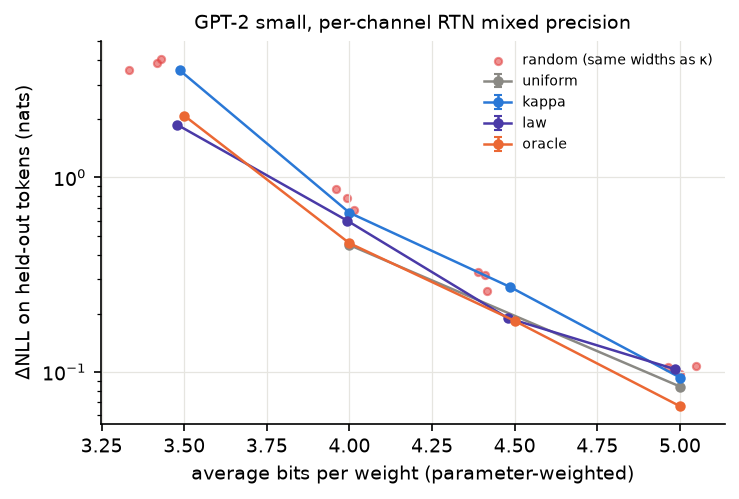 GPT-2 small, per-channel RTN mixed precision
random (same widths as κ)
uniform
kappa
law
oracle
ΔNLL on held-out tokens (nats)
10⁰
10⁻¹
3.25 3.50 3.75 4.00 4.25 4.50 4.75 5.00
average bits per weight (parameter-weighted)